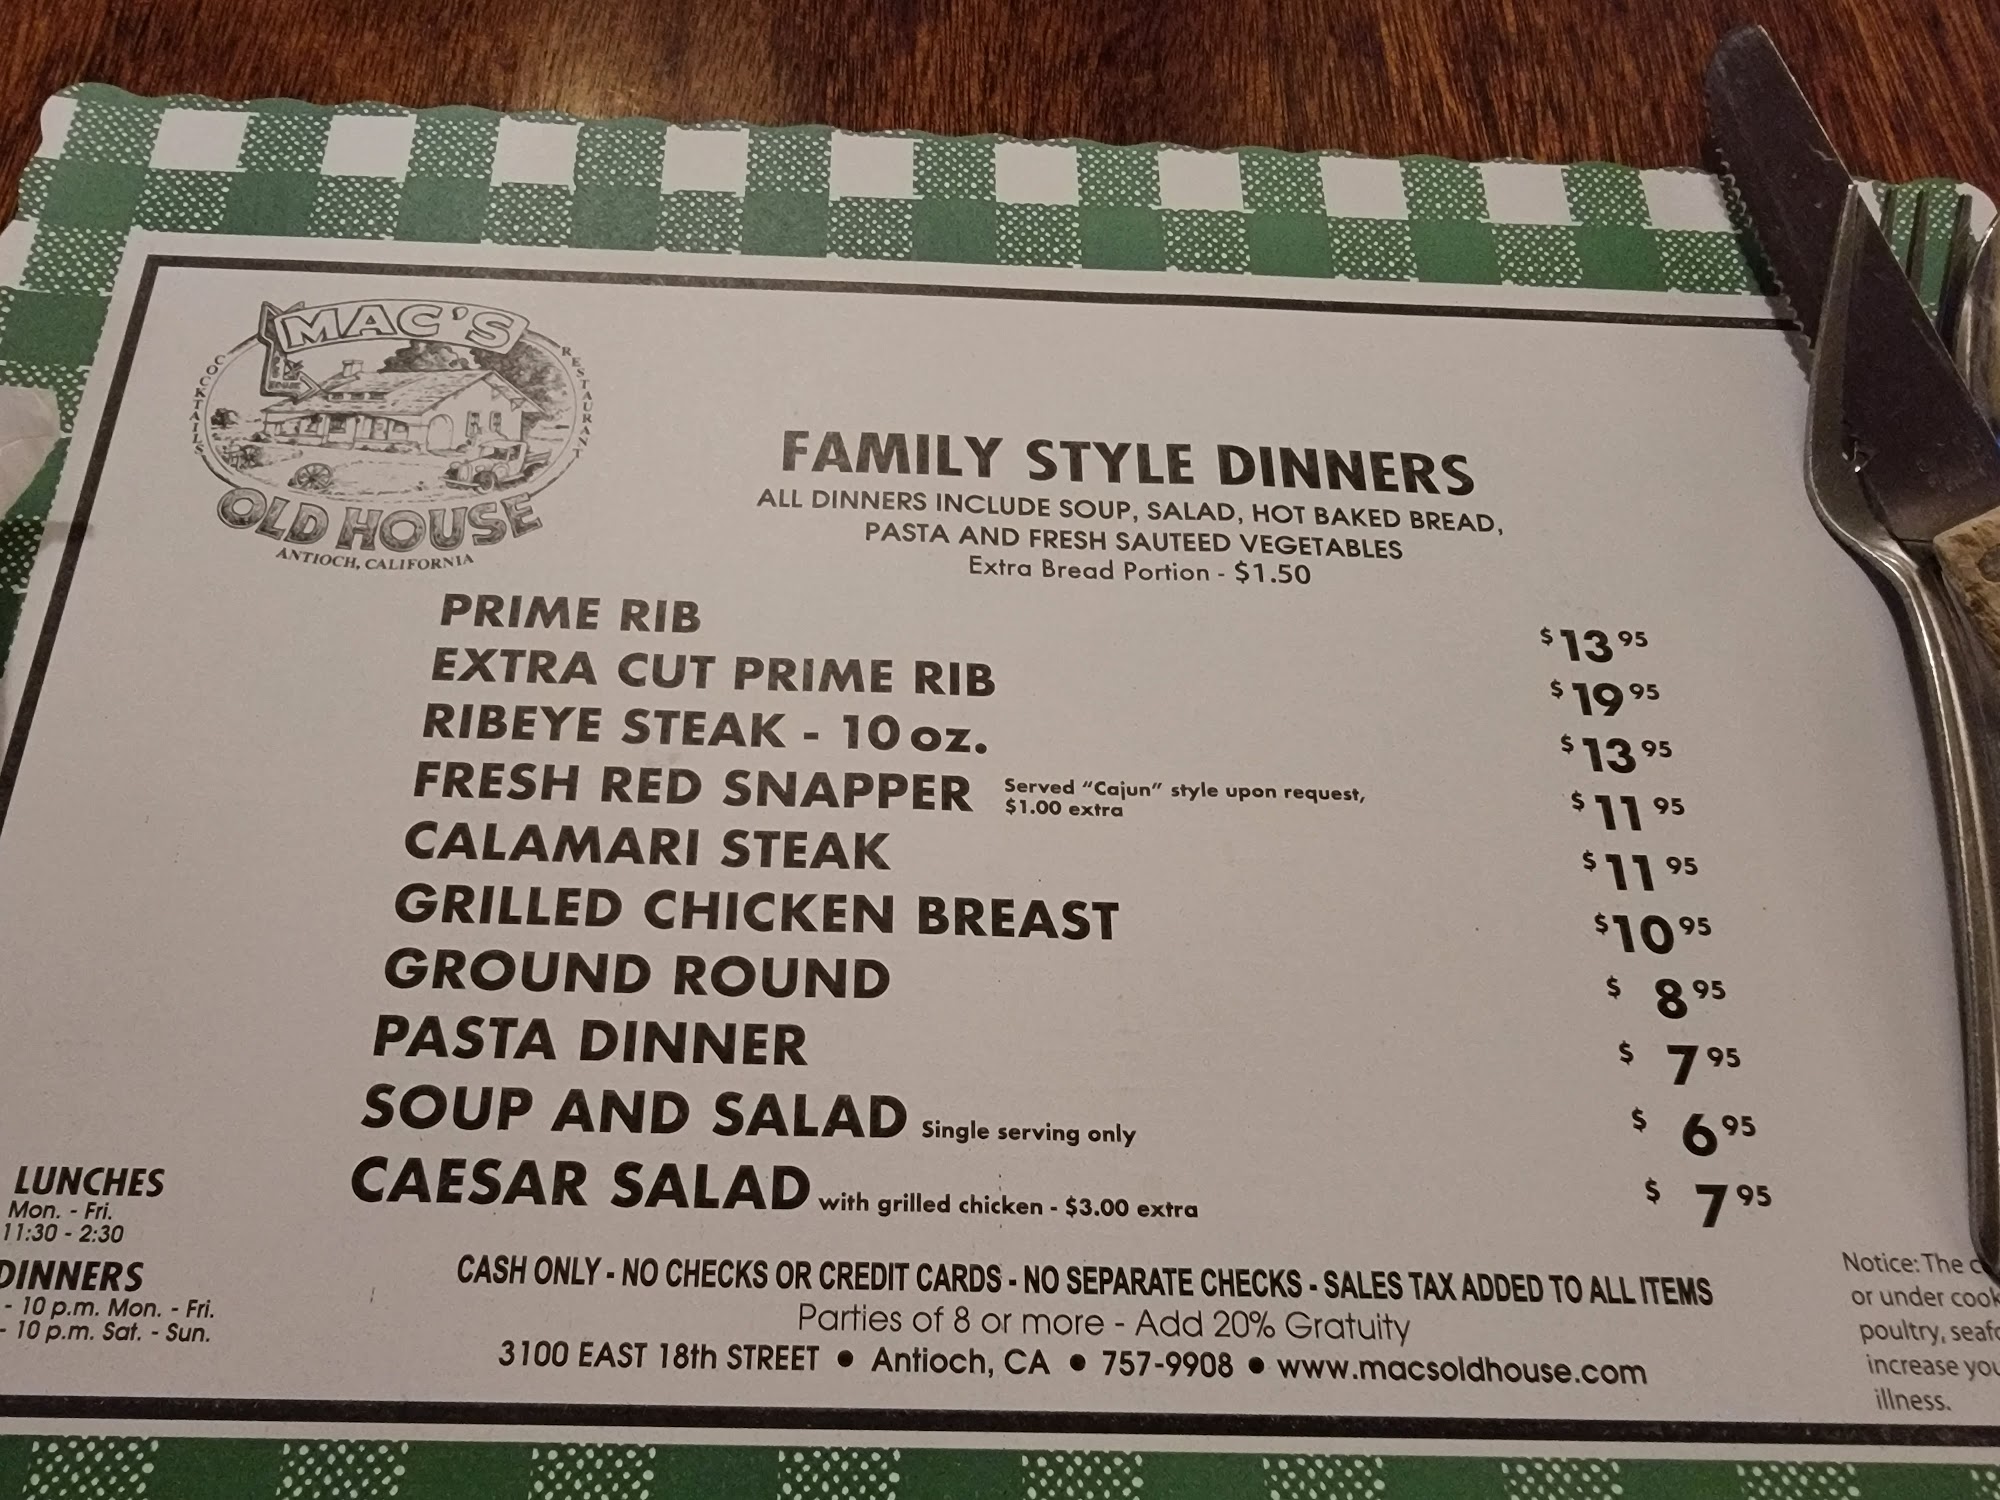 MAC'S
COCKTAILS
RESTAURANT
OLD HOUSE
ANTIOCH, CALIFORNIA
FAMILY STYLE DINNERS
ALL DINNERS INCLUDE SOUP, SALAD, HOT BAKED BREAD,
PASTA AND FRESH SAUTEED VEGETABLES
Extra Bread Portion - $1.50
PRIME RIB $13.95
EXTRA CUT PRIME RIB $19.95
RIBEYE STEAK - 10 oz. $13.95
FRESH RED SNAPPER Served "Cajun" style upon request, $11.95
$1.00 extra
CALAMARI STEAK $11.95
GRILLED CHICKEN BREAST $10.95
GROUND ROUND $8.95
PASTA DINNER $7.95
SOUP AND SALAD Single serving only $6.95
CAESAR SALAD with grilled chicken - $3.00 extra $7.95
LUNCHES
Mon. - Fri.
11:30 - 2:30
DINNERS
- 10 p.m. Mon. - Fri.
- 10 p.m. Sat. - Sun.
CASH ONLY - NO CHECKS OR CREDIT CARDS - NO SEPARATE CHECKS - SALES TAX ADDED TO ALL ITEMS
Parties of 8 or more - Add 20% Gratuity
3100 EAST 18th STREET • Antioch, CA • 757-9908 • www.macsoldhouse.com
Notice: The
or under
poultry,
increase
illness.